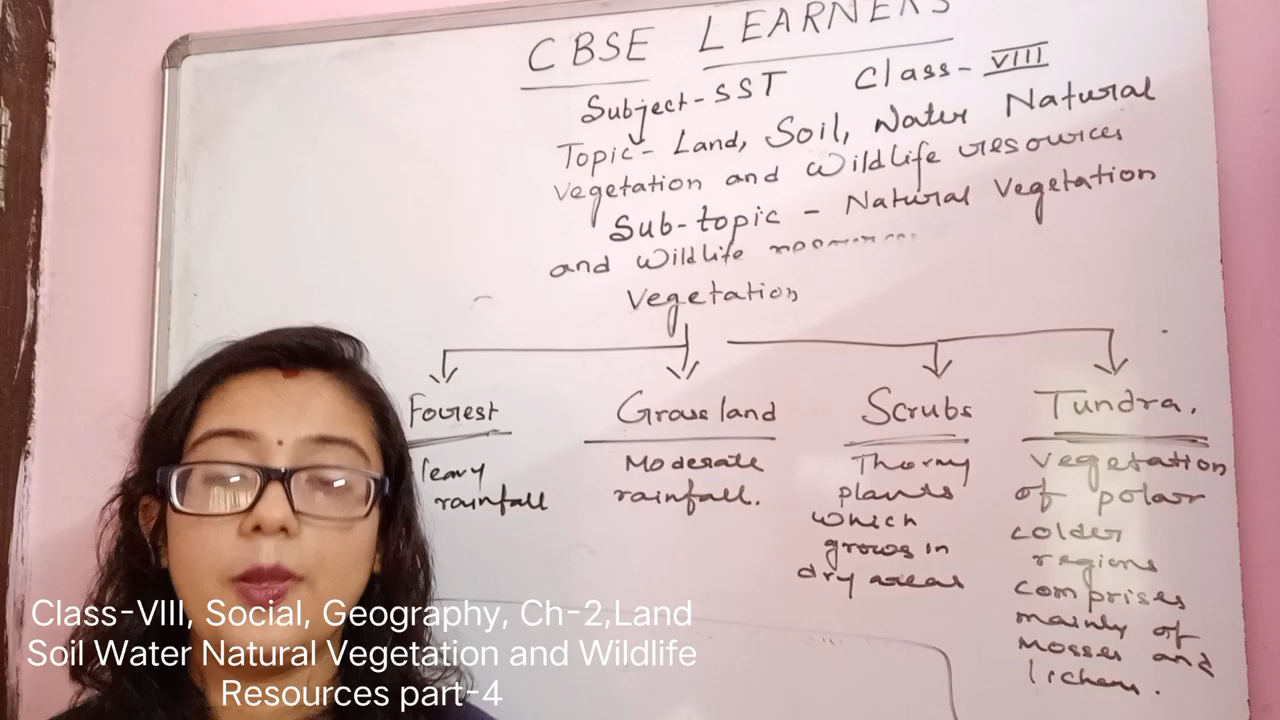 CBSE LEARNERS
Subject-SST Class-VIII
Topic- Land, Soil, Water Natural
Vegetation and Wildlife resources
Sub-topic - Natural Vegetation
and Wildlife
Vegetation
Forest
heavy
rainfall
Grassland
Moderate
rainfall.
Scrubs
Thorny
plants
which
grows in
dry areas
Tundra.
Vegetation
of polar
colder
regions
comprises
mainly of
Mosses and
lichens.
Class-VIII, Social, Geography, Ch-2,Land
Soil Water Natural Vegetation and Wildlife
Resources part-4